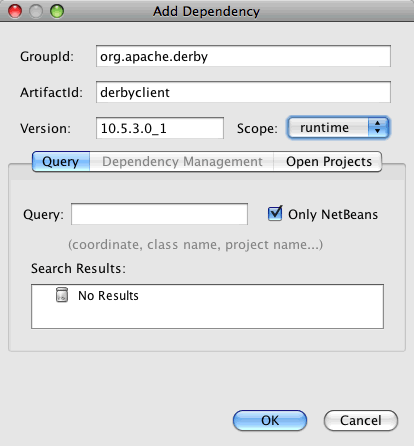 Add Dependency
GroupId: org.apache.derby
ArtifactId: derbyclient
Version: 10.5.3.0_1 Scope: runtime
Query Dependency Management Open Projects
Query: Only NetBeans
(coordinate, class name, project name...)
Search Results:
No Results
OK Cancel